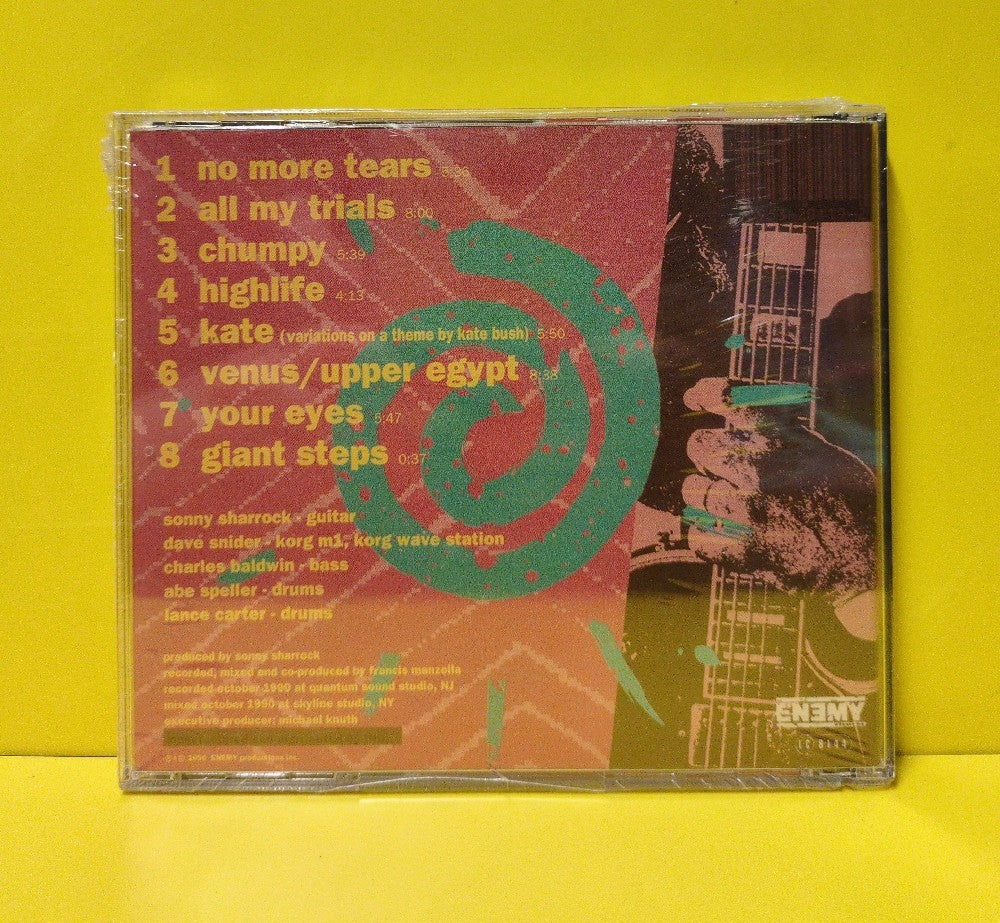 1 no more tears
2 all my trials 8:00
3 chumpy 5:39
4 highlife 4:13
5 kate (variations on a theme by kate bush) 5:50
6 venus/upper egypt
7 your eyes
8 giant steps 0:37
sonny sharrock - guitar
dave snider - korg m1, korg wave station
charles baldwin - bass
abe speller - drums
lance carter - drums
produced by sonny sharrock
recorded, mixed and co-produced by francis manzella
recorded october 1990 at quantum sound studio, NJ
mixed october 1990 at skyline studio, NY
executive producer: michael knuth
ENEMY productions inc.
ENEMY